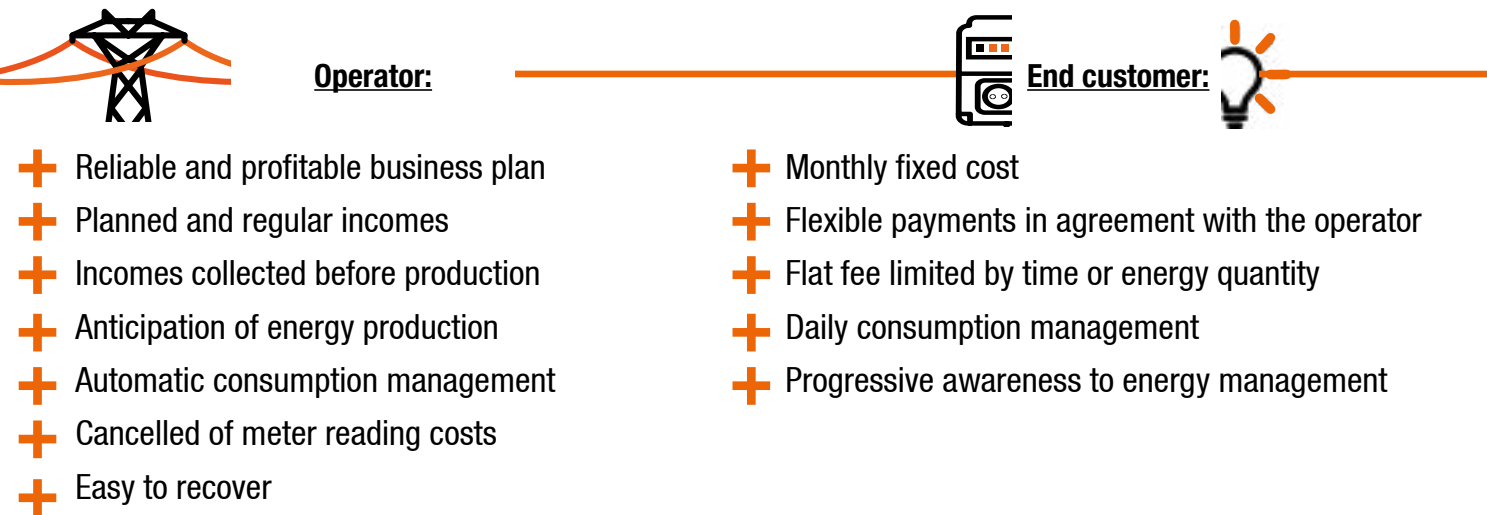 Operator:
Reliable and profitable business plan
Planned and regular incomes
Incomes collected before production
Anticipation of energy production
Automatic consumption management
Cancelled of meter reading costs
Easy to recover
End customer:
Monthly fixed cost
Flexible payments in agreement with the operator
Flat fee limited by time or energy quantity
Daily consumption management
Progressive awareness to energy management